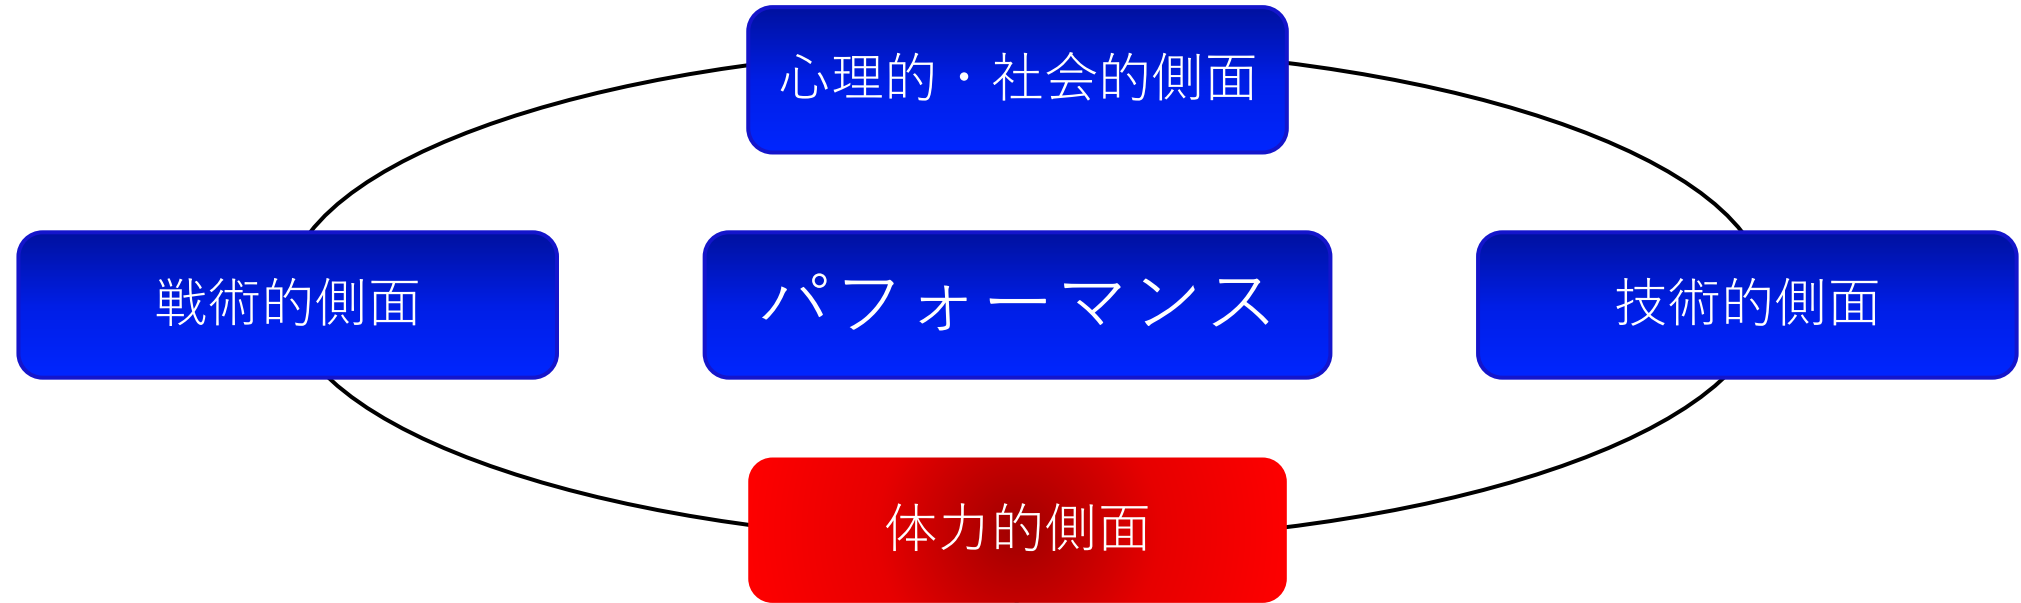 心理的・社会的側面
戦術的側面
パフォーマンス
技術的側面
体力的側面